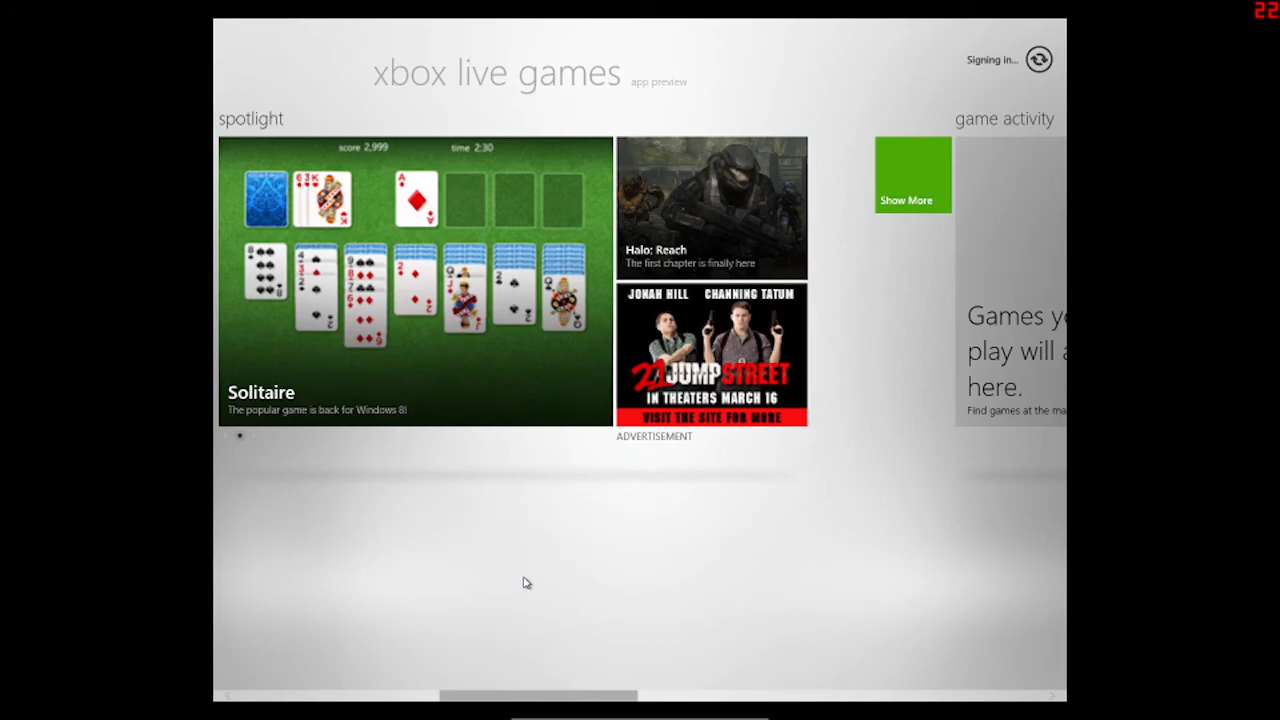 22
Signing in...
xbox live games app preview
spotlight
game activity
score 2,999 time 2:30
6 3 K
A
Show More
Halo: Reach
The first chapter is finally here
JONAH HILL CHANNING TATUM
21 JUMP STREET
IN THEATERS MARCH 16
VISIT THE SITE FOR MORE
ADVERTISEMENT
Solitaire
The popular game is back for Windows 8!
Games y
play will a
here.
Find games at the ma